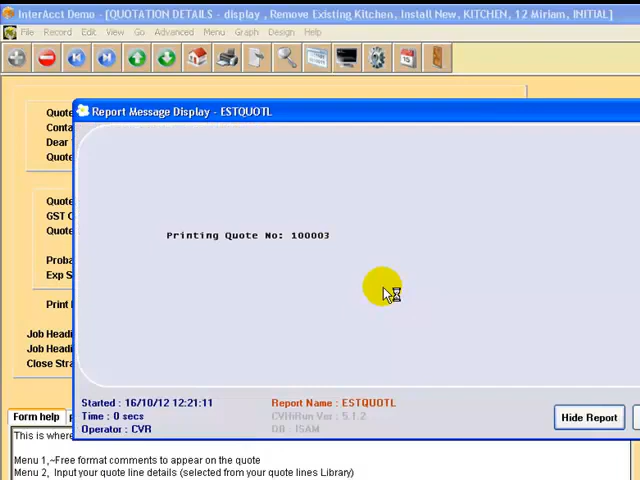 InterAcct Demo - [QUOTATION DETAILS - display , Remove Existing Kitchen, Install New, KITCHEN, 12 Miriam, INITIAL]
File Record Edit View Go Advanced Menu Graph Design Help
Quote
Conta
Dear
Quote
Quote
GST C
Quote
Proba
Exp S
Print
Job Headi
Job Headi
Close Stra
Report Message Display - ESTQUOTL
Printing Quote No: 100003
Started : 16/10/12 12:21:11
Time : 0 secs
Operator : CVR
Report Name : ESTQUOTL
DB : ISAM
Hide Report
Form help
This is where
Menu 1,~Free format comments to appear on the quote
Menu 2, Input your quote line details (selected from your quote lines Library)